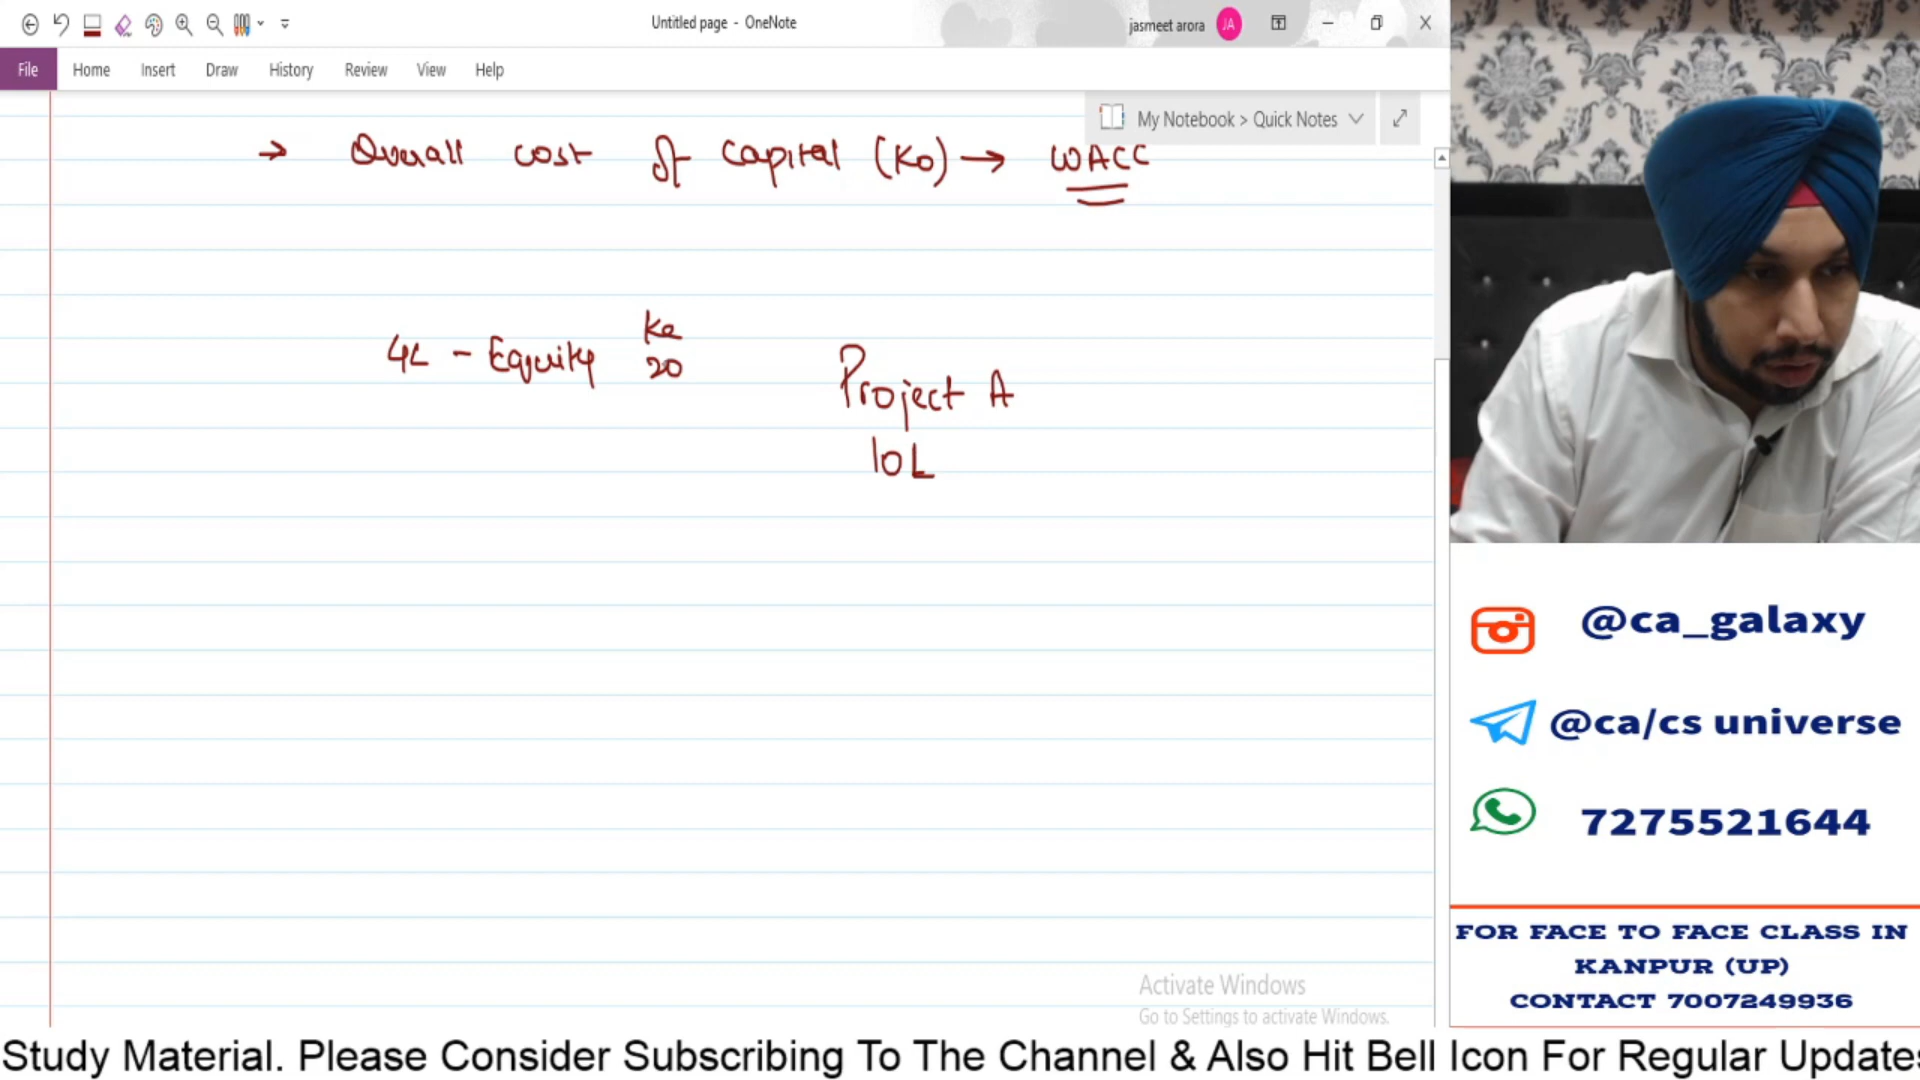 Untitled page - OneNote
jasmeet arora JA
File Home Insert Draw History Review View Help
My Notebook > Quick Notes
→ Overall cost of capital (Ko) → WACC
Ke
4L - Equity 20
Project A
10L
@ca_galaxy
@ca/cs universe
7275521644
FOR FACE TO FACE CLASS IN
KANPUR (UP)
CONTACT 7007249936
Activate Windows
Go to Settings to activate Windows.
Study Material. Please Consider Subscribing To The Channel & Also Hit Bell Icon For Regular Updates